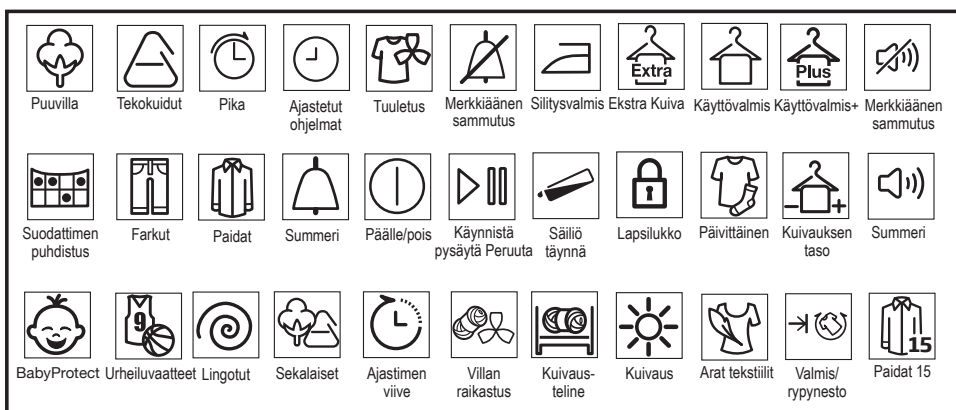 Extra
Plus
Puuvilla
Tekokuidut
Pika
Ajastetut
ohjelmat
Tuuletus
Merkkiäänen
sammutus
Silitysvalmis
Ekstra Kuiva
Käyttövalmis
Käyttövalmis+
Merkkiäänen
sammutus
Suodattimen
puhdistus
Farkut
Paidat
Summeri
Päälle/pois
Käynnistä
pysäytä Peruuta
Säiliö
täynnä
Lapsilukko
Päivittäinen
Kuivauksen
taso
Summeri
9
15
BabyProtect
Urheiluvaatteet
Lingotut
Sekalaiset
Ajastimen
viive
Villan
raikastus
Kuivaus-
teline
Kuivaus
Arat tekstiilit
Valmis/
rypynesto
Paidat 15